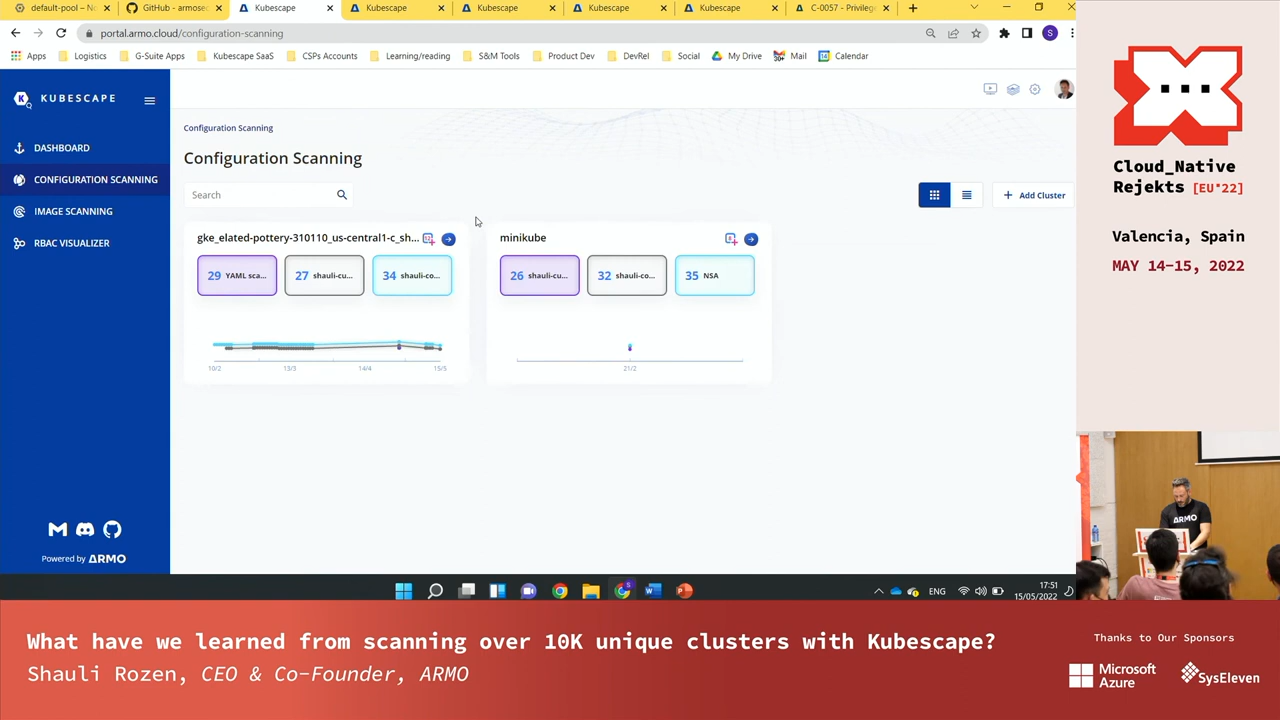 default-pool – No
GitHub - armosec
Kubescape
Kubescape
Kubescape
Kubescape
Kubescape
C-0057 - Privileg
portal.armo.cloud/configuration-scanning
S
Apps
Logistics
G-Suite Apps
Kubescape SaaS
CSPs Accounts
Learning/reading
S&M Tools
Product Dev
DevRel
Social
My Drive
Mail
Calendar
KUBESCAPE
DASHBOARD
CONFIGURATION SCANNING
IMAGE SCANNING
RBAC VISUALIZER
Powered by ARMO
Configuration Scanning
Configuration Scanning
Search
Add Cluster
gke_elated-pottery-310110_us-central1-c_sh...
29 YAML sca...
27 shauli-cu...
34 shauli-co...
10/2
13/3
14/4
15/5
minikube
26 shauli-cu...
32 shauli-co...
35 NSA
21/2
ENG
17:51
15/05/2022
Cloud_Native
Rejekts [EU'22]
Valencia, Spain
MAY 14-15, 2022
ARMO
What have we learned from scanning over 10K unique clusters with Kubescape?
Shauli Rozen, CEO & Co-Founder, ARMO
Thanks to Our Sponsors
Microsoft
Azure
SysEleven